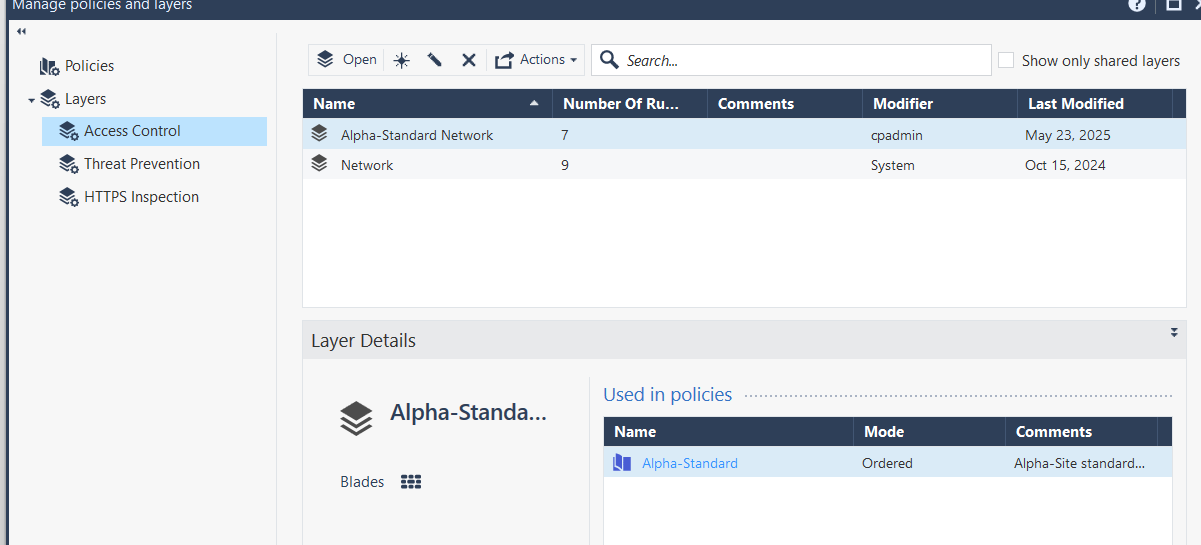 Manage policies and layers
Policies
Layers
Access Control
Threat Prevention
HTTPS Inspection
Open
Actions
Search...
Show only shared layers
Name Number Of Ru... Comments Modifier Last Modified
Alpha-Standard Network 7 cpadmin May 23, 2025
Network 9 System Oct 15, 2024
Layer Details
Alpha-Standa...
Blades
Used in policies
Name Mode Comments
Alpha-Standard Ordered Alpha-Site standard...